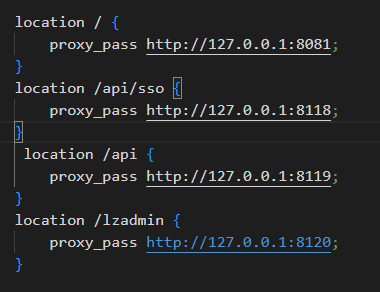 location / {
    proxy_pass http://127.0.0.1:8081;
}
location /api/sso {
    proxy_pass http://127.0.0.1:8118;
}
 location /api {
    proxy_pass http://127.0.0.1:8119;
}
location /lzadmin {
    proxy_pass http://127.0.0.1:8120;
}